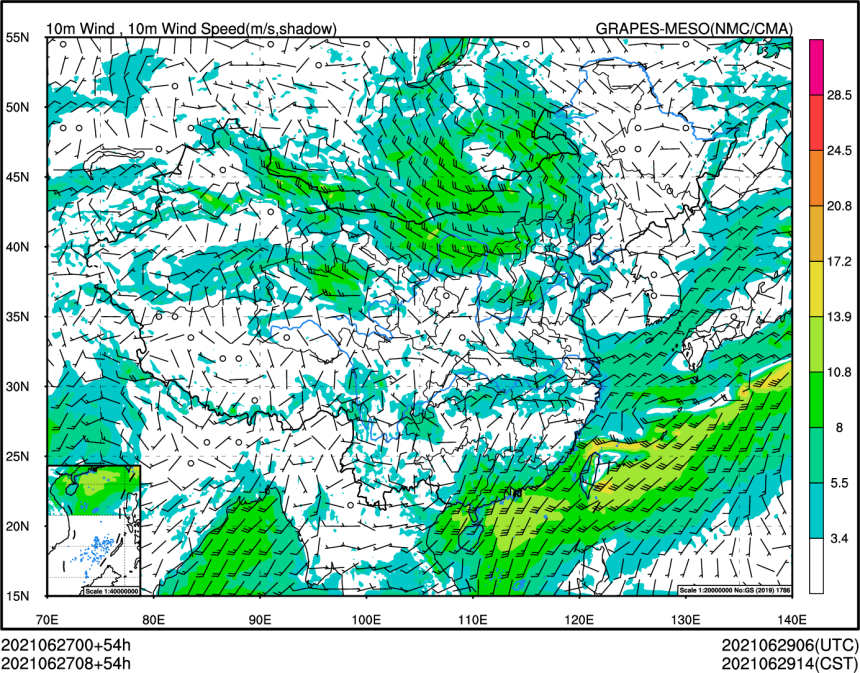 10m Wind , 10m Wind Speed(m/s,shadow) GRAPES-MESO(NMC/CMA)
55N
50N
45N
40N
35N
30N
25N
20N
15N
70E 80E 90E 100E 110E 120E 130E 140E
28.5
24.5
20.8
17.2
13.9
10.8
8
5.5
3.4
Scale 1:40000000
Scale 1:20000000 No:GS (2019) 1786
2021062700+54h 2021062906(UTC)
2021062708+54h 2021062914(CST)